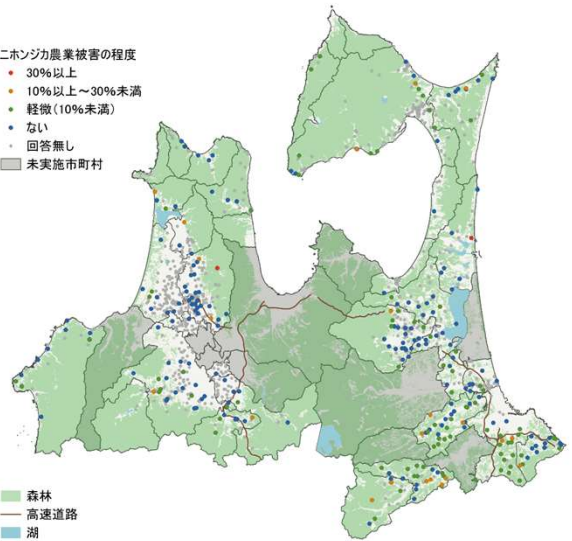 ニホンジカ農業被害の程度
30%以上
10%以上～30%未満
軽微(10%未満)
ない
回答無し
未実施市町村
森林
高速道路
湖